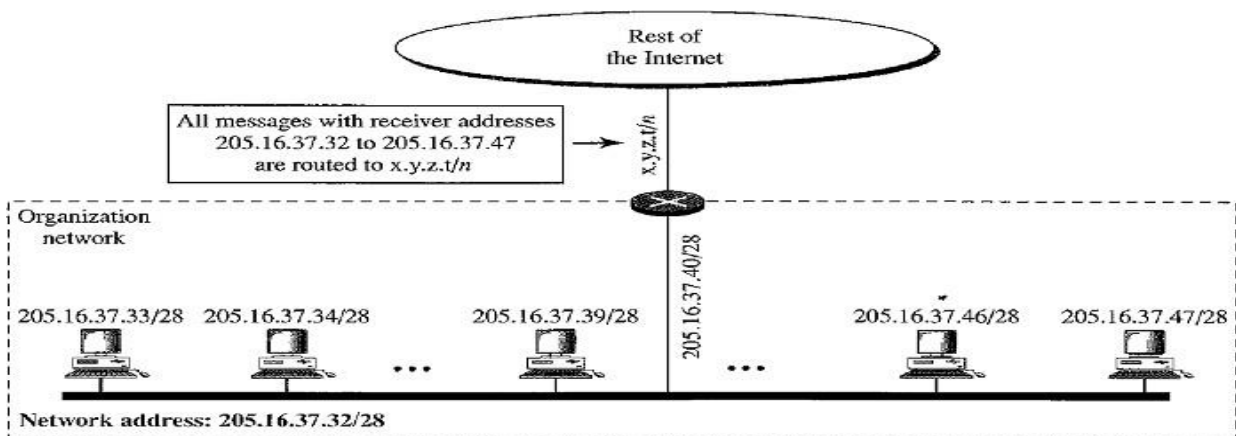 Rest of
the Internet
All messages with receiver addresses
205.16.37.32 to 205.16.37.47
are routed to x.y.z.t/n
x.y.z.t/n
Organization
network
205.16.37.40/28
205.16.37.33/28
205.16.37.34/28
205.16.37.39/28
205.16.37.46/28
205.16.37.47/28
Network address: 205.16.37.32/28